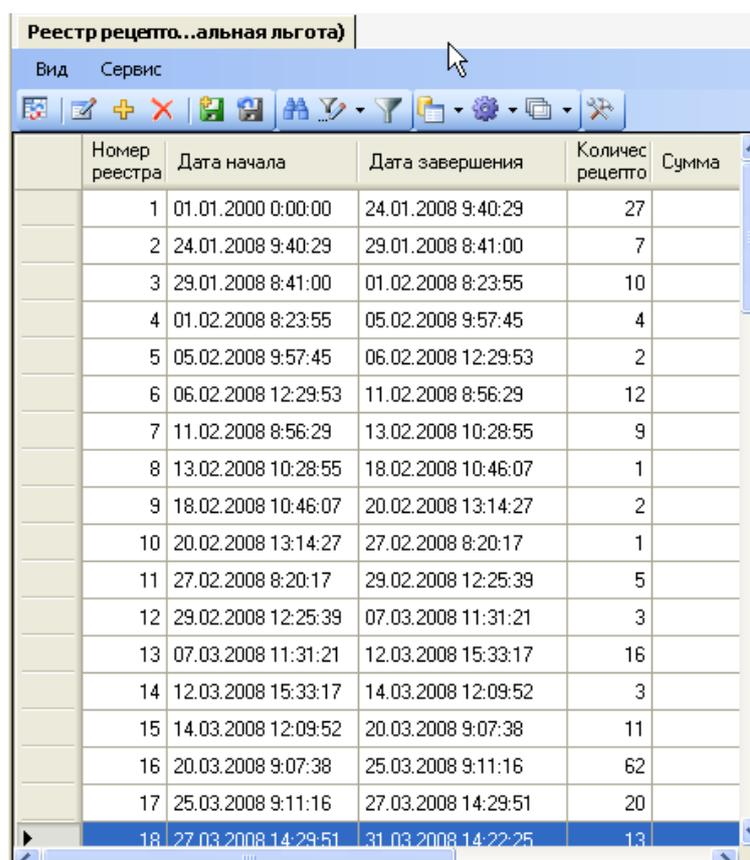 Реестр рецепто...альная льгота)
Вид Сервис
Номер реестра Дата начала Дата завершения Количес рецепто Сумма
1 01.01.2000 0:00:00 24.01.2008 9:40:29 27
2 24.01.2008 9:40:29 29.01.2008 8:41:00 7
3 29.01.2008 8:41:00 01.02.2008 8:23:55 10
4 01.02.2008 8:23:55 05.02.2008 9:57:45 4
5 05.02.2008 9:57:45 06.02.2008 12:29:53 2
6 06.02.2008 12:29:53 11.02.2008 8:56:29 12
7 11.02.2008 8:56:29 13.02.2008 10:28:55 9
8 13.02.2008 10:28:55 18.02.2008 10:46:07 1
9 18.02.2008 10:46:07 20.02.2008 13:14:27 2
10 20.02.2008 13:14:27 27.02.2008 8:20:17 1
11 27.02.2008 8:20:17 29.02.2008 12:25:39 5
12 29.02.2008 12:25:39 07.03.2008 11:31:21 3
13 07.03.2008 11:31:21 12.03.2008 15:33:17 16
14 12.03.2008 15:33:17 14.03.2008 12:09:52 3
15 14.03.2008 12:09:52 20.03.2008 9:07:38 11
16 20.03.2008 9:07:38 25.03.2008 9:11:16 62
17 25.03.2008 9:11:16 27.03.2008 14:29:51 20
18 27.03.2008 14:29:51 31.03.2008 14:22:25 13